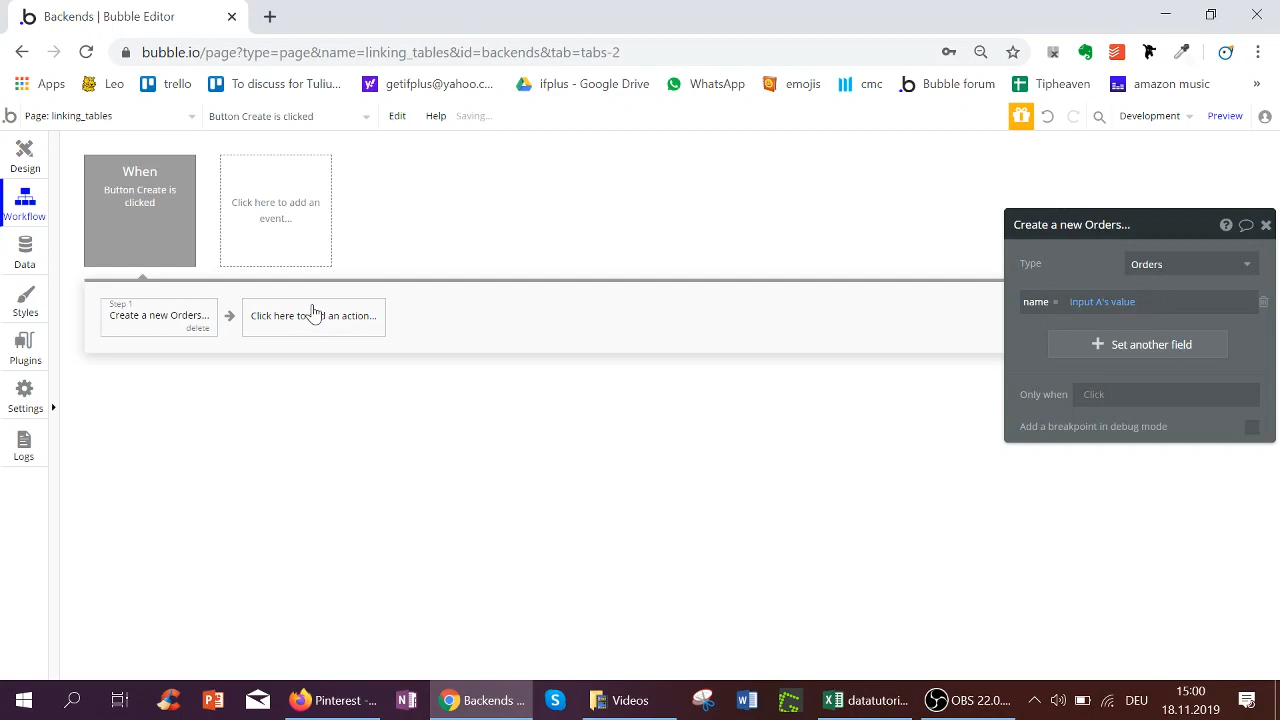 Backends | Bubble Editor
bubble.io/page?type=page&name=linking_tables&id=backends&tab=tabs-2
Apps Leo trello To discuss for Tuliu... getifplus@yahoo.c... ifplus - Google Drive WhatsApp emojis cmc Bubble forum Tipheaven amazon music »
Page: linking_tables Button Create is clicked Edit Help Saving... Development Preview
Design
Workflow
Data
Styles
Plugins
Settings
Logs
When
Button Create is
clicked
Click here to add an
event...
Step 1
Create a new Orders...
delete
Click here to add an action...
Create a new Orders...
Type Orders
name = Input A's value
Set another field
Only when Click
Add a breakpoint in debug mode
Pinterest -... Backends ... Videos datatutori... OBS 22.0.... DEU 15:00
18.11.2019